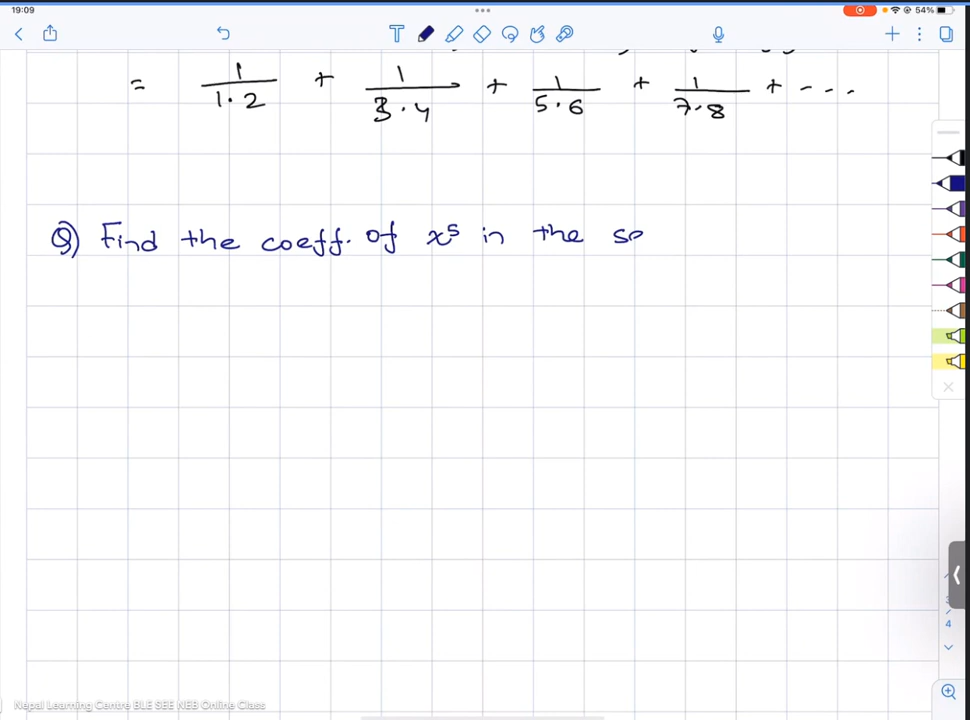 19:09
54%
= 1/1·2 + 1/3·4 + 1/5·6 + 1/7·8 + ---
Q) Find the coeff. of x⁵ in the se
4
Nepal Learning Centre BLE SEE NEB Online Class